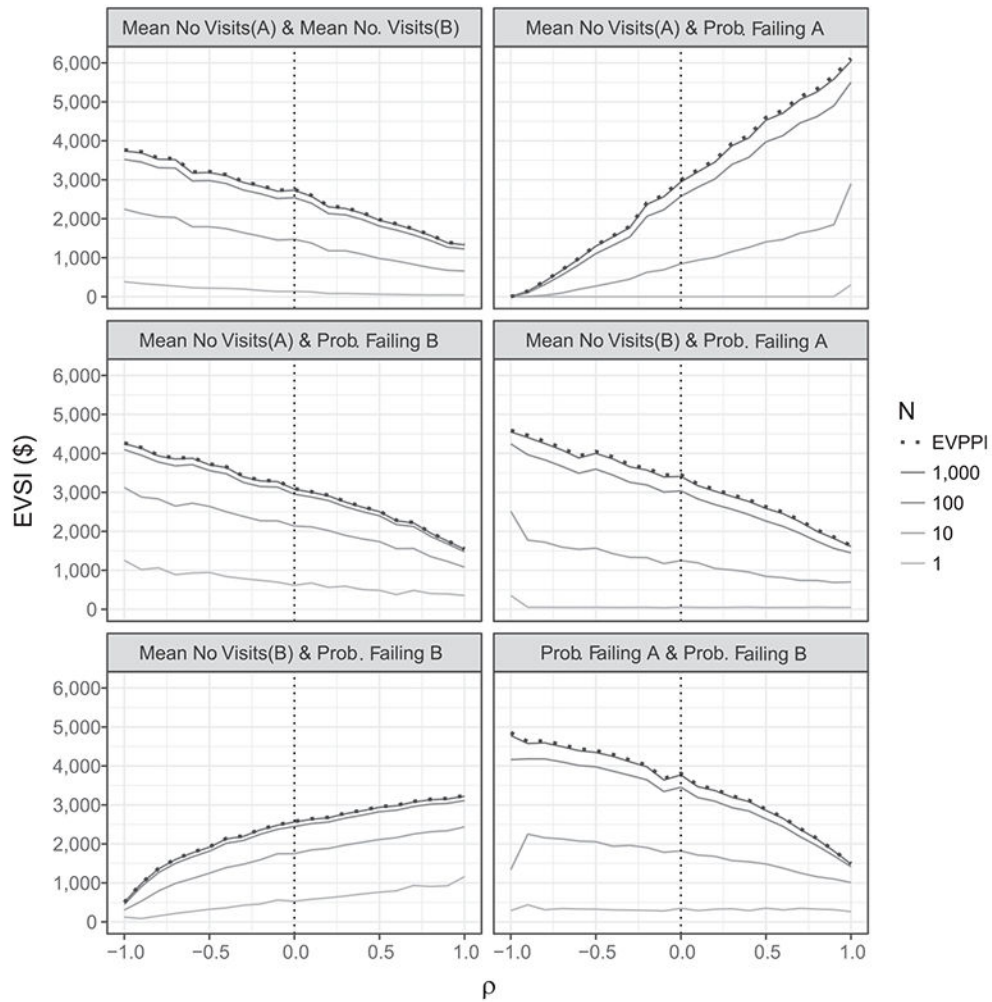 Mean No Visits(A) & Mean No. Visits(B)
Mean No Visits(A) & Prob. Failing A
6,000
5,000
4,000
3,000
2,000
1,000
0
Mean No Visits(A) & Prob. Failing B
Mean No Visits(B) & Prob. Failing A
6,000
5,000
4,000
3,000
2,000
1,000
0
EVSI ($)
N
EVPPI
1,000
100
10
1
Mean No Visits(B) & Prob. Failing B
Prob. Failing A & Prob. Failing B
6,000
5,000
4,000
3,000
2,000
1,000
0
−1.0 −0.5 0.0 0.5 1.0
−1.0 −0.5 0.0 0.5 1.0
ρ